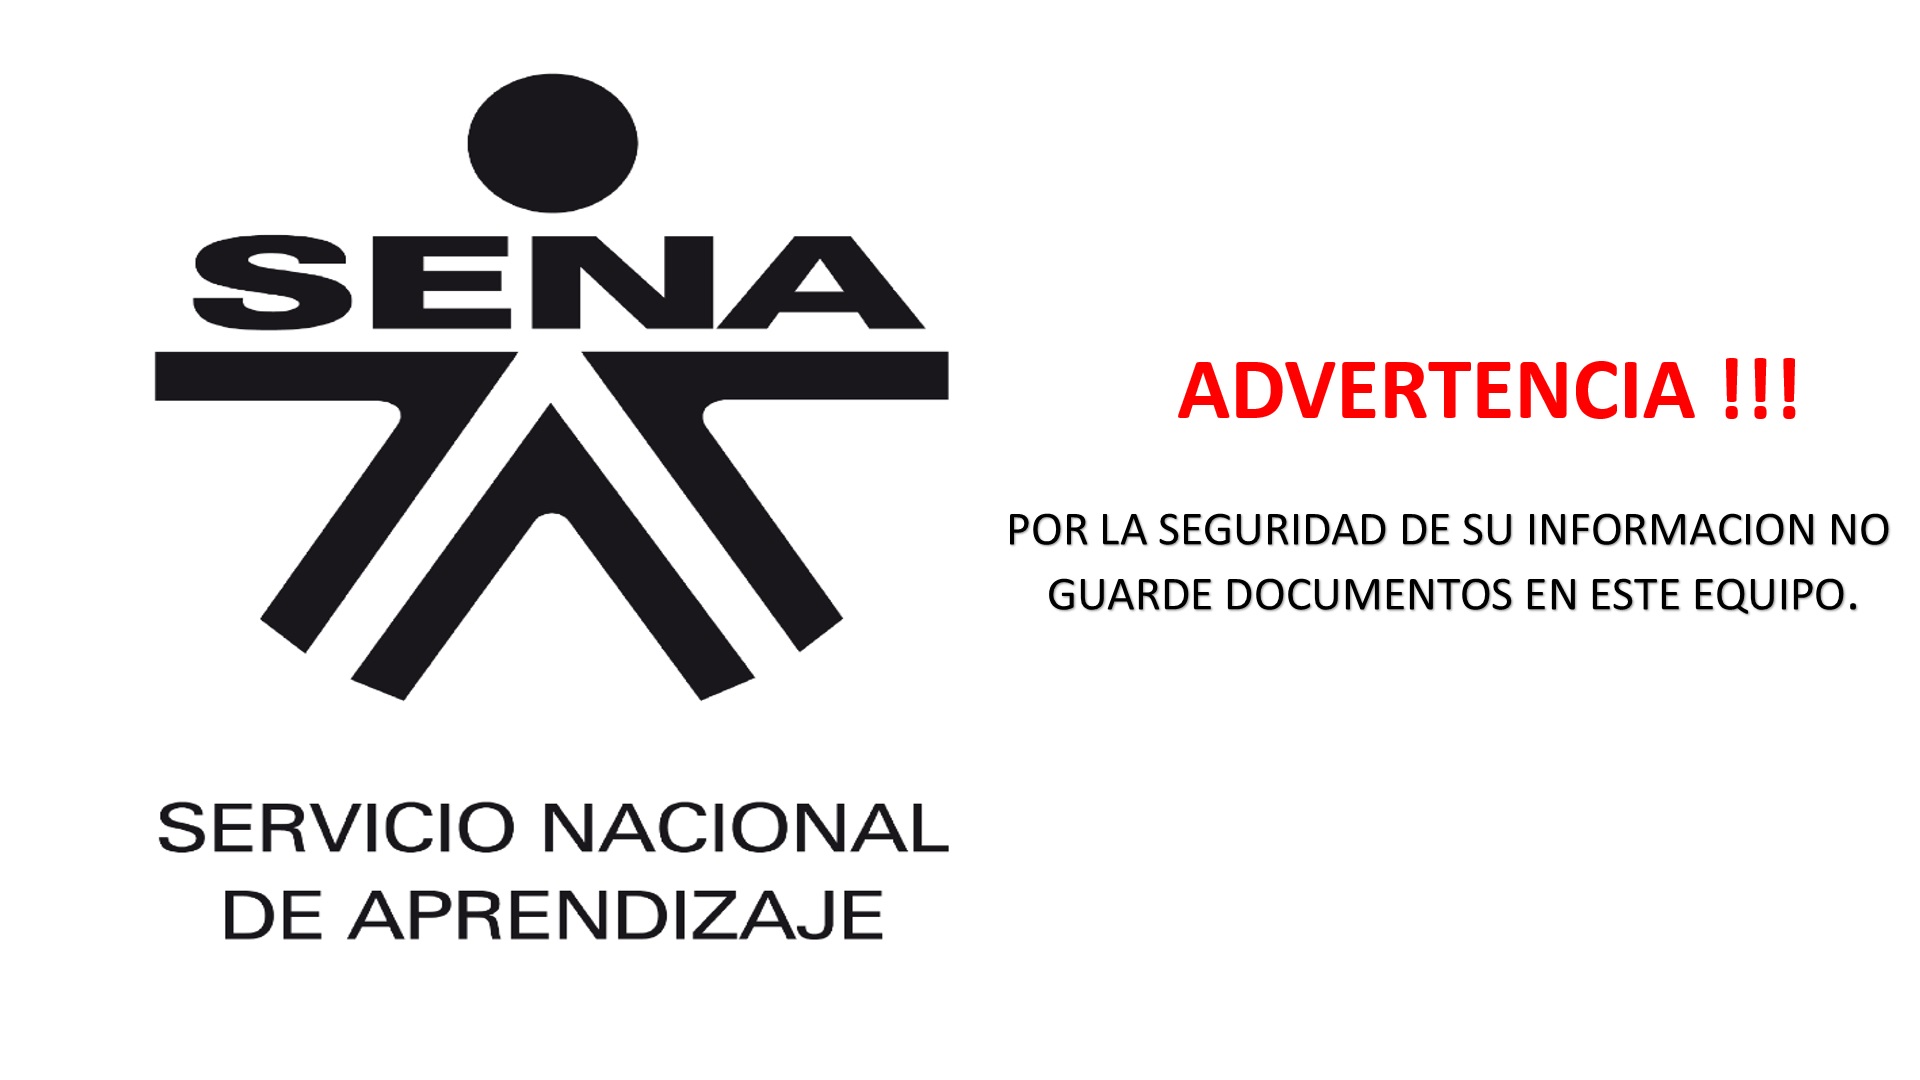 SENA
SERVICIO NACIONAL
DE APRENDIZAJE
ADVERTENCIA !!!
POR LA SEGURIDAD DE SU INFORMACION NO
GUARDE DOCUMENTOS EN ESTE EQUIPO.